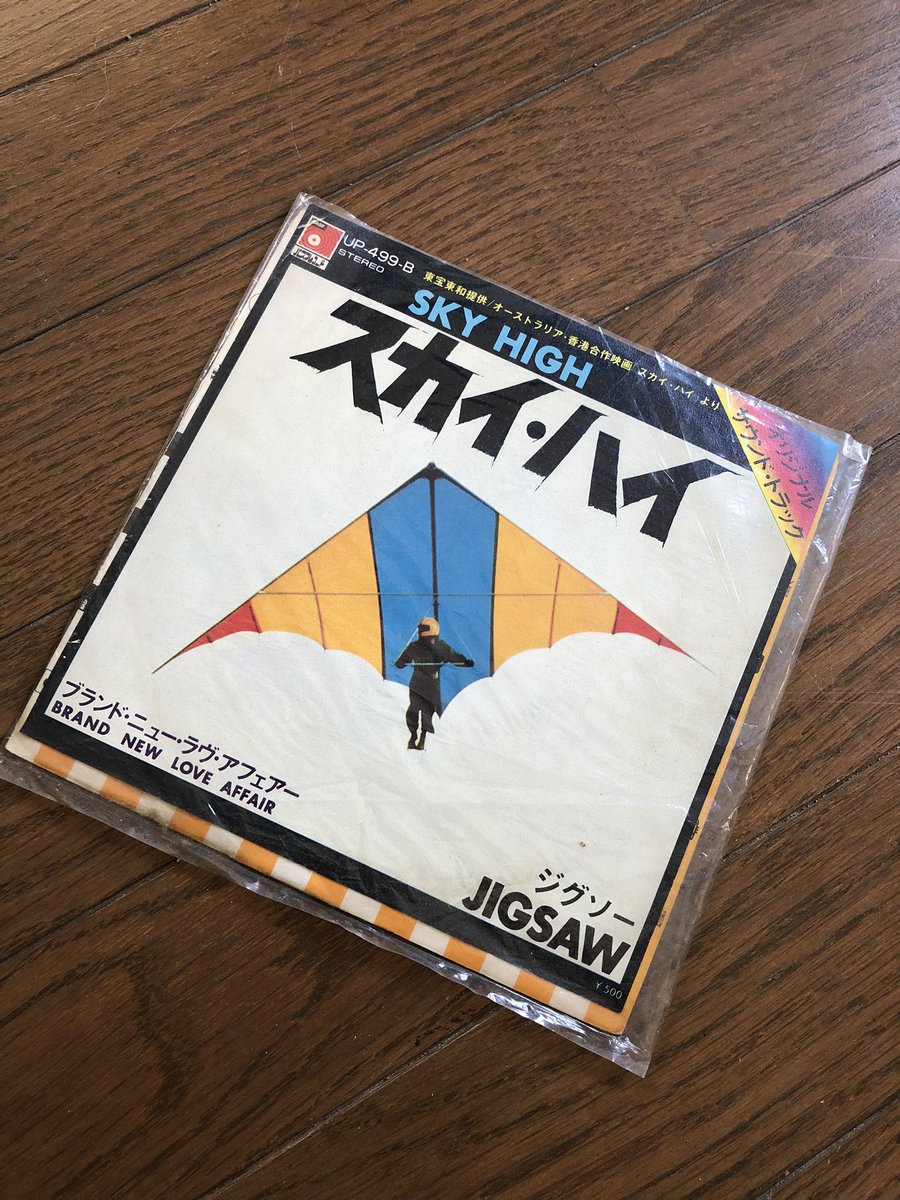 BASF
UP-499-B
STEREO
東宝東和提供/オーストラリア・香港合作映画 スカイ・ハイ より
SKY HIGH
スカイ・ハイ
オリジナル
サウンド・トラック
ブランド・ニュー・ラヴ・アフェアー
BRAND NEW LOVE AFFAIR
ジグソー
JIGSAW
¥500